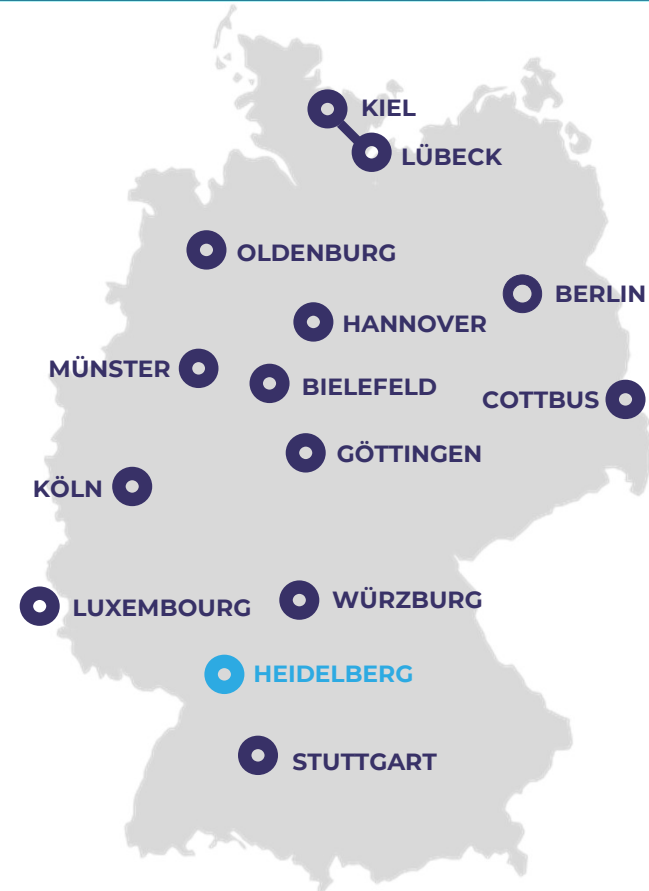 KIEL
LÜBECK
OLDENBURG
BERLIN
HANNOVER
MÜNSTER
BIELEFELD
COTTBUS
GÖTTINGEN
KÖLN
WÜRZBURG
LUXEMBOURG
HEIDELBERG
STUTTGART